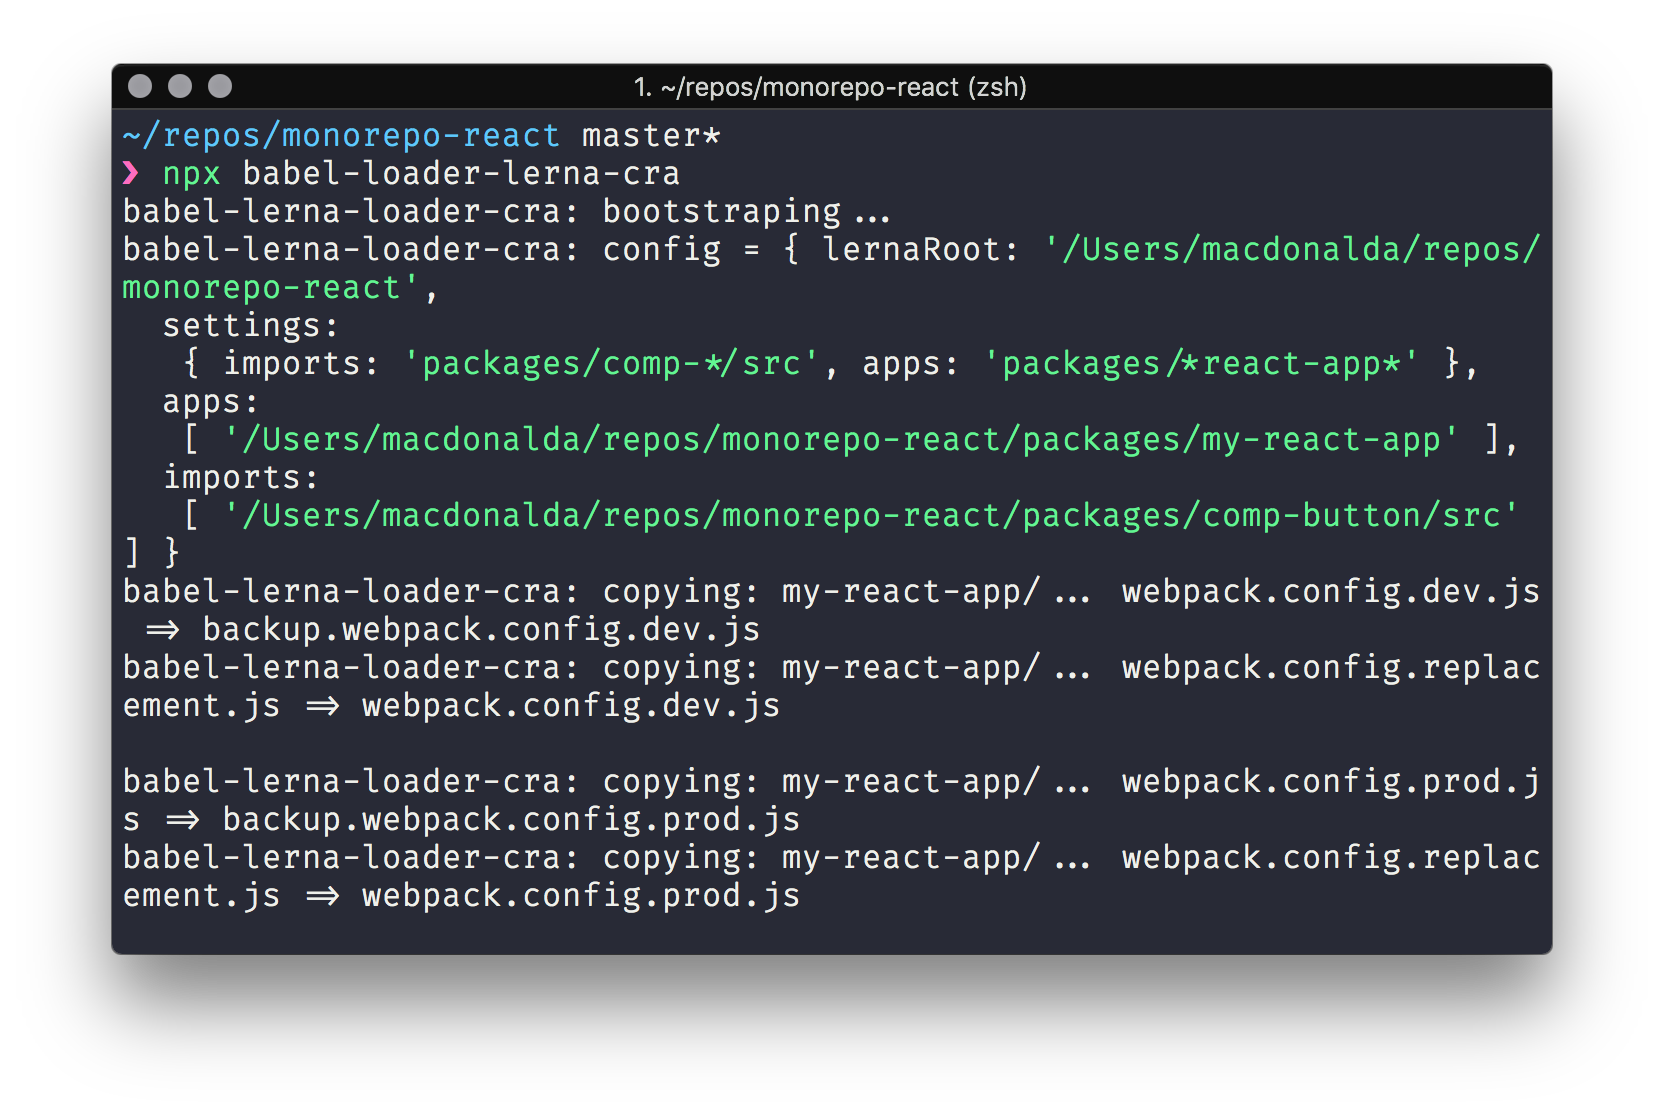 1. ~/repos/monorepo-react (zsh)
~/repos/monorepo-react master*
❯ npx babel-loader-lerna-cra
babel-lerna-loader-cra: bootstraping...
babel-lerna-loader-cra: config = { lernaRoot: '/Users/macdonalda/repos/
monorepo-react',
  settings:
   { imports: 'packages/comp-*/src', apps: 'packages/*react-app*' },
  apps:
   [ '/Users/macdonalda/repos/monorepo-react/packages/my-react-app' ],
  imports:
   [ '/Users/macdonalda/repos/monorepo-react/packages/comp-button/src'
] }
babel-lerna-loader-cra: copying: my-react-app/... webpack.config.dev.js
 => backup.webpack.config.dev.js
babel-lerna-loader-cra: copying: my-react-app/... webpack.config.replac
ement.js => webpack.config.dev.js
babel-lerna-loader-cra: copying: my-react-app/... webpack.config.prod.j
s => backup.webpack.config.prod.js
babel-lerna-loader-cra: copying: my-react-app/... webpack.config.replac
ement.js => webpack.config.prod.js